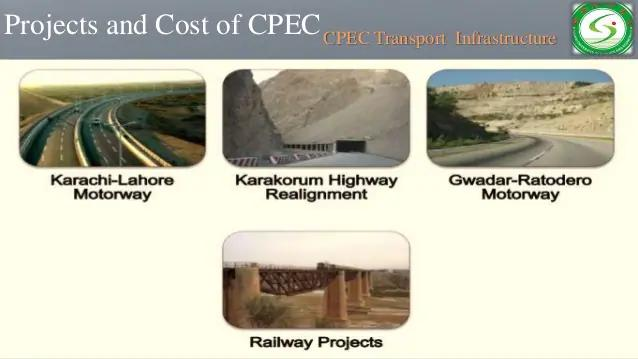 Projects and Cost of CPEC
CPEC Transport Infrastructure
Karachi-Lahore
Motorway
Karakorum Highway
Realignment
Gwadar-Ratodero
Motorway
Railway Projects